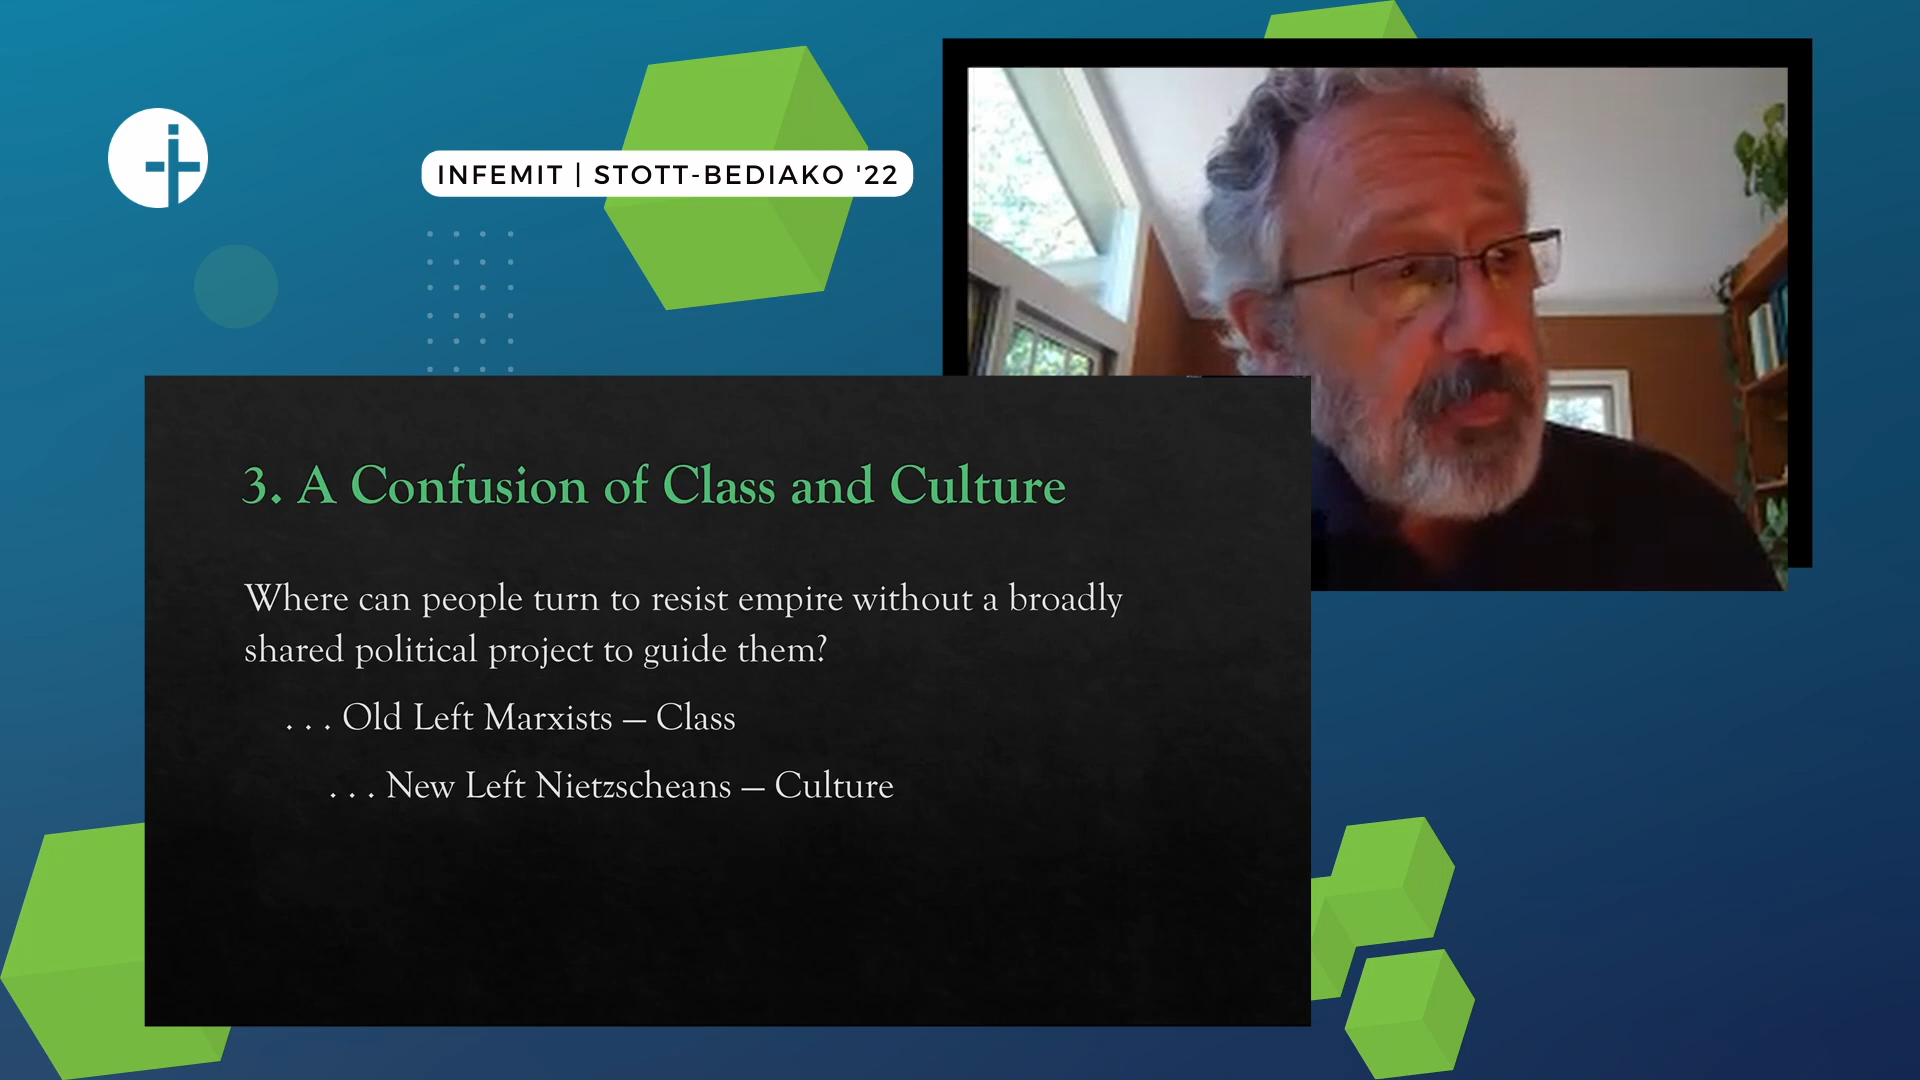 INFEMIT | STOTT-BEDIAKO '22
3. A Confusion of Class and Culture
Where can people turn to resist empire without a broadly
shared political project to guide them?
. . . Old Left Marxists – Class
. . . New Left Nietzscheans – Culture